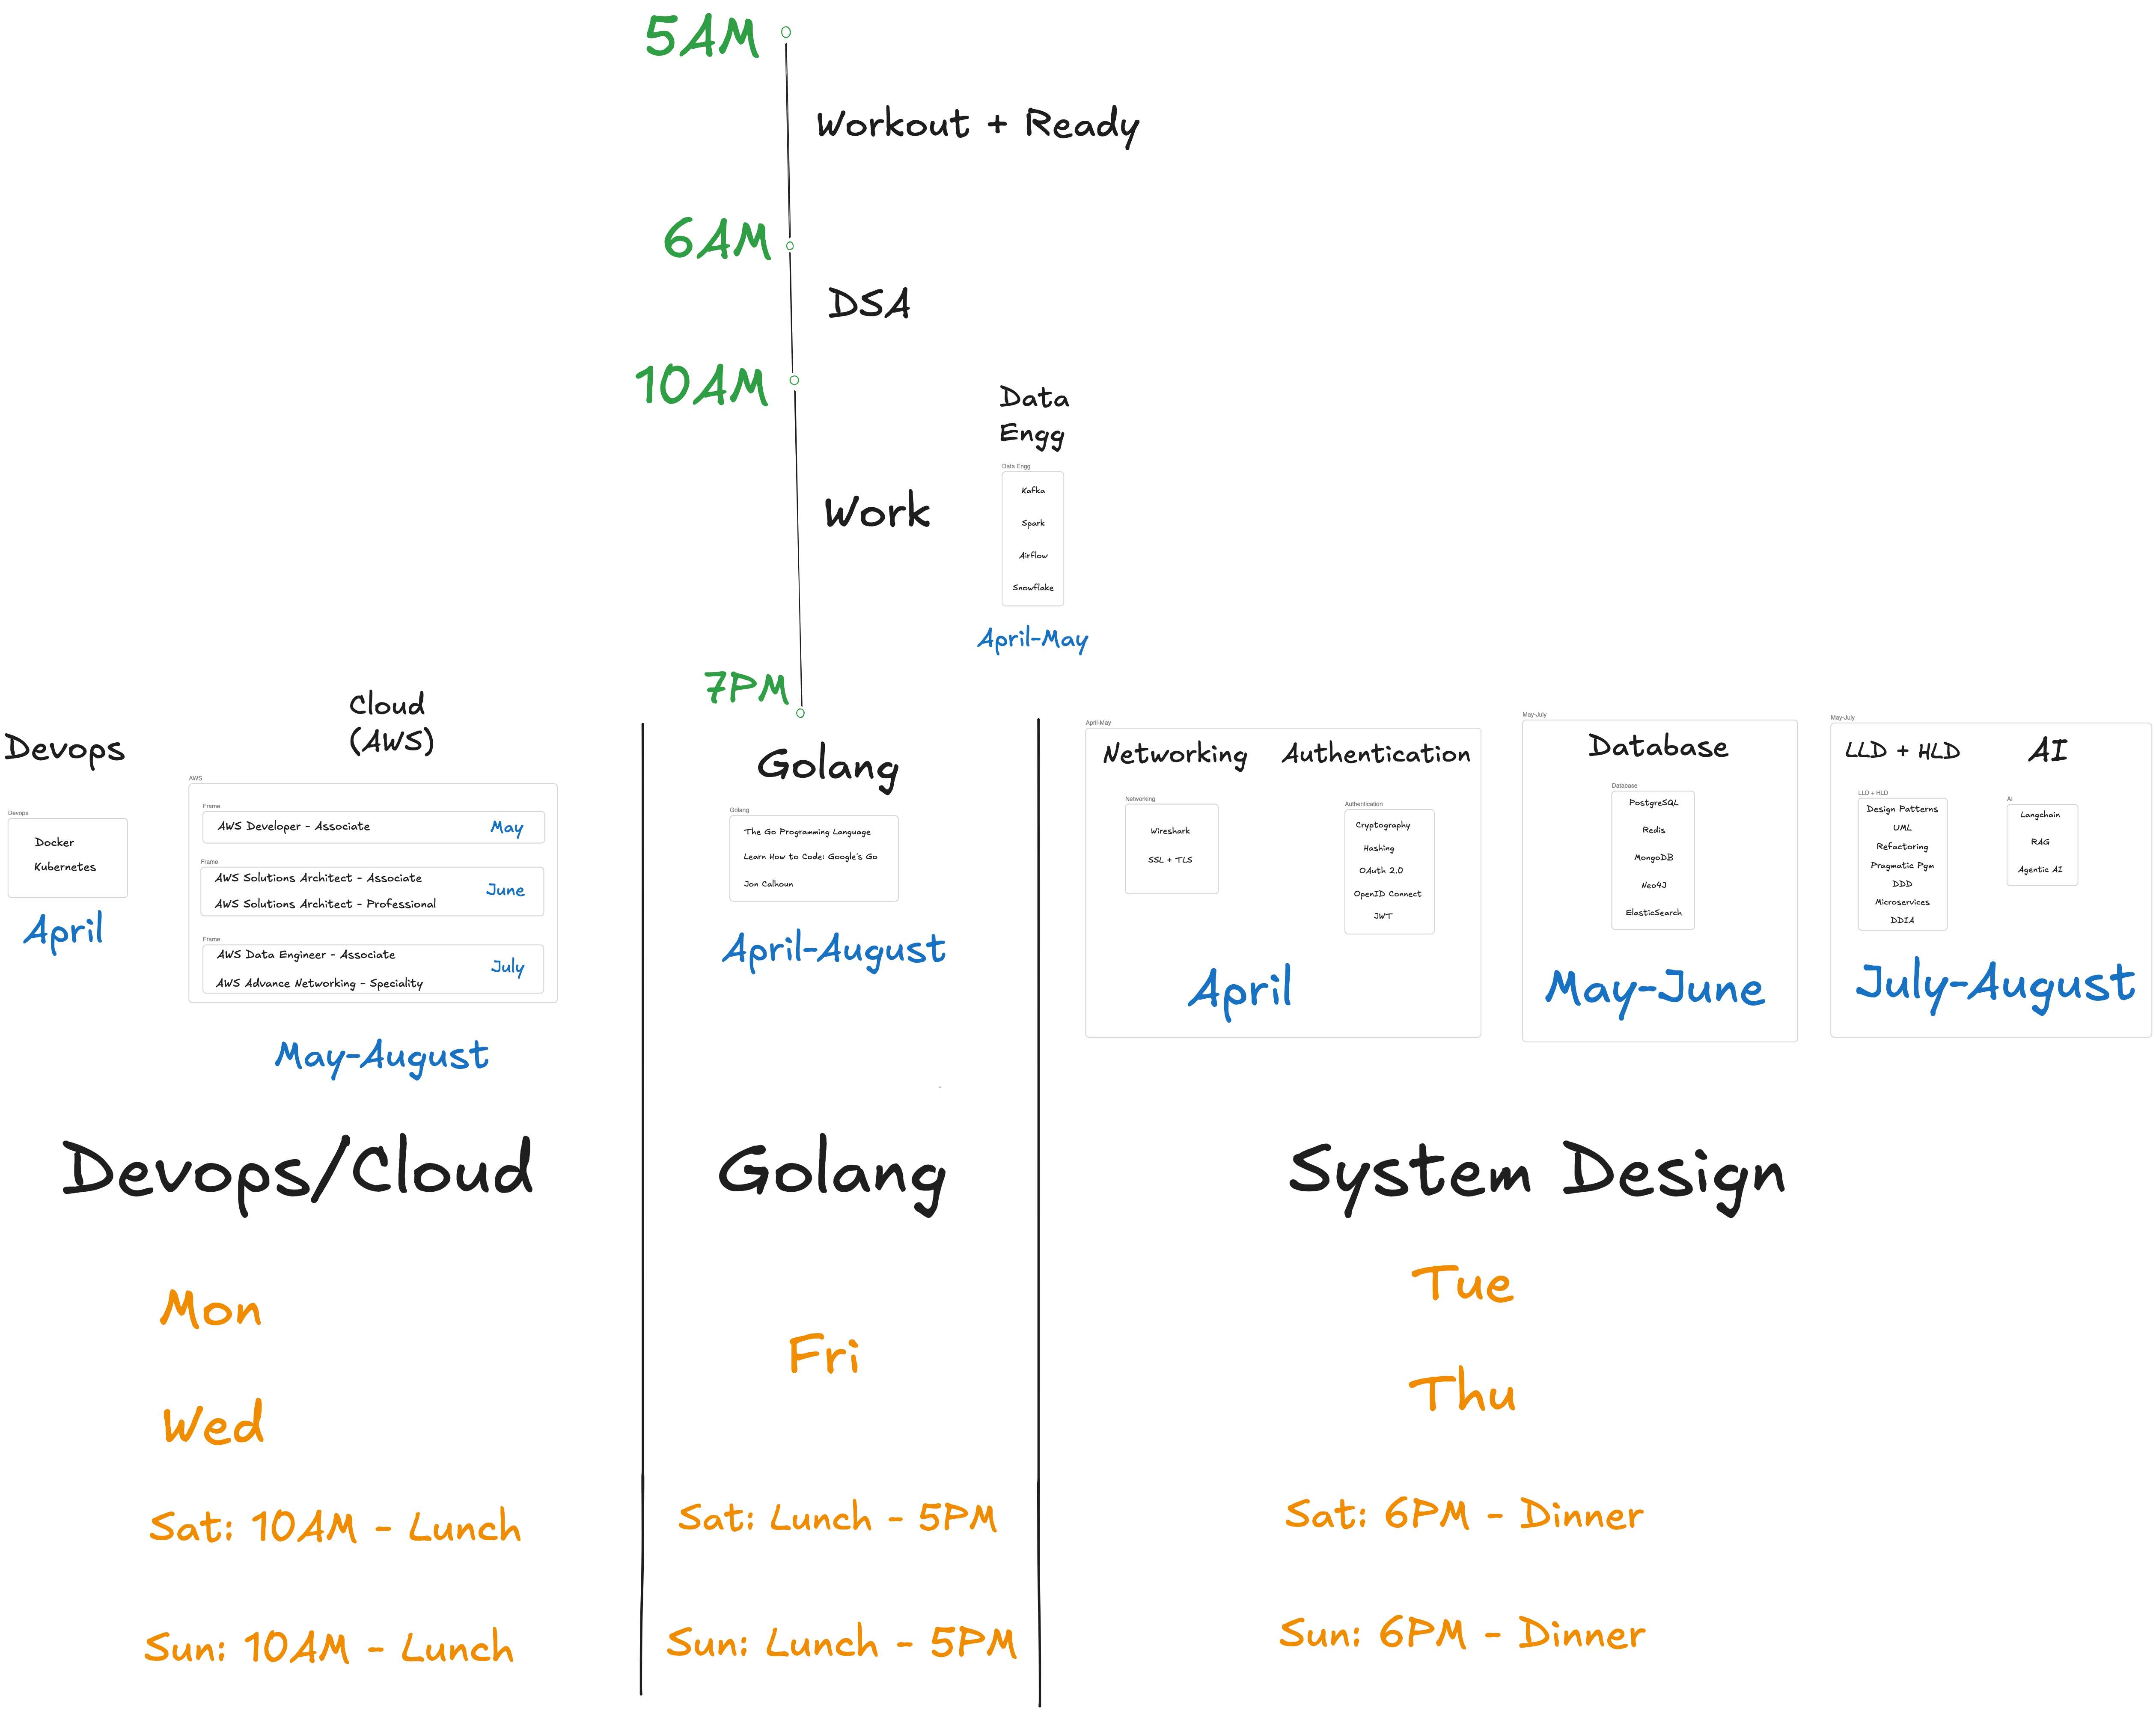 5AM
Workout + Ready
6AM
DSA
10AM
Work
Data
Engg
Data Engg
Kafka
Spark
Airflow
Snowflake
April-May
7PM
Devops
Devops
Docker
Kubernetes
April
Cloud
(AWS)
AWS
Frame
AWS Developer - Associate
May
Frame
AWS Solutions Architect - Associate
AWS Solutions Architect - Professional
June
Frame
AWS Data Engineer - Associate
AWS Advance Networking - Speciality
July
May-August
Golang
Golang
The Go Programming Language
Learn How to Code: Google's Go
Jon Calhoun
April-August
April-May
Networking
Networking
Wireshark
SSL + TLS
Authentication
Authentication
Cryptography
Hashing
OAuth 2.0
OpenID Connect
JWT
April
May-July
Database
Database
PostgreSQL
Redis
MongoDB
Neo4J
ElasticSearch
May-June
May-July
LLD + HLD
LLD + HLD
Design Patterns
UML
Refactoring
Pragmatic Pgm
DDD
Microservices
DDIA
AI
AI
Langchain
RAG
Agentic AI
July-August
Devops/Cloud
Mon
Wed
Sat: 10AM - Lunch
Sun: 10AM - Lunch
Golang
Fri
Sat: Lunch - 5PM
Sun: Lunch - 5PM
System Design
Tue
Thu
Sat: 6PM - Dinner
Sun: 6PM - Dinner